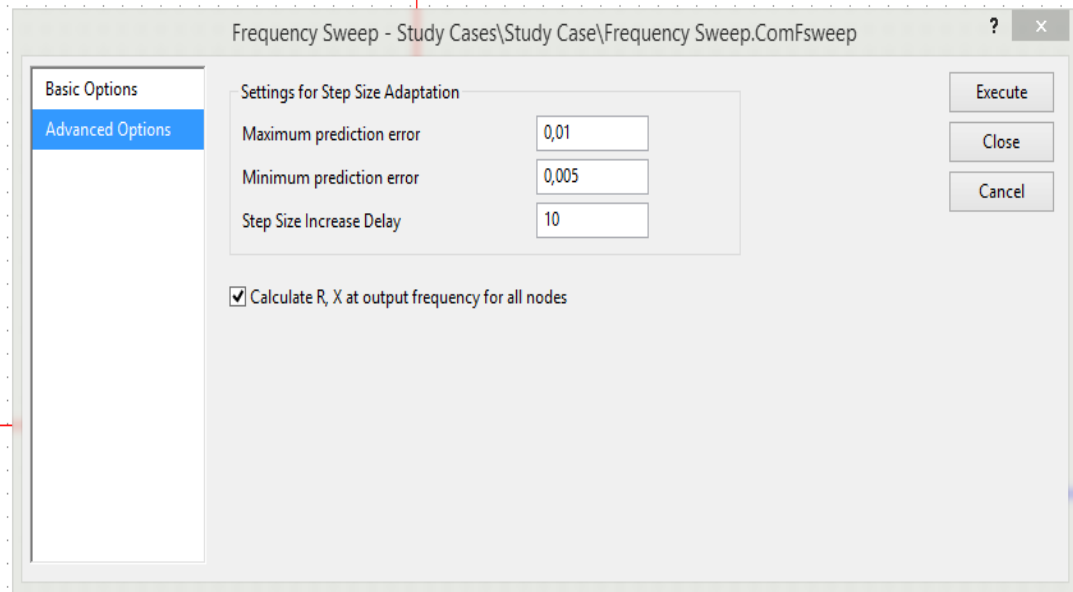 Frequency Sweep - Study Cases\Study Case\Frequency Sweep.ComFsweep
? ×
Basic Options
Advanced Options
Settings for Step Size Adaptation
Maximum prediction error 0,01
Minimum prediction error 0,005
Step Size Increase Delay 10
Calculate R, X at output frequency for all nodes
Execute
Close
Cancel